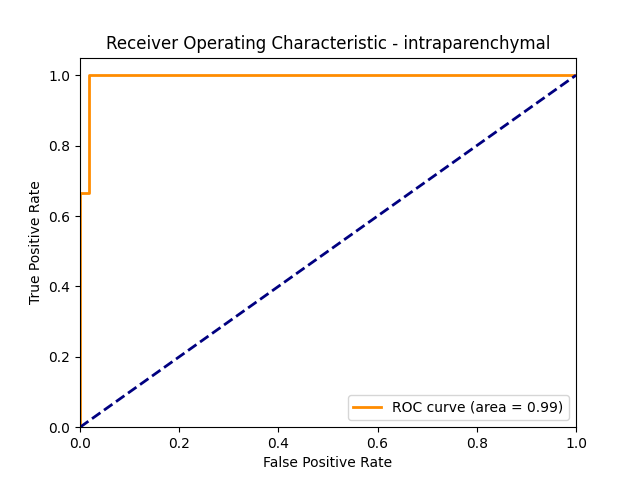 Receiver Operating Characteristic - intraparenchymal
1.0
0.8
0.6
0.4
0.2
0.0
True Positive Rate
ROC curve (area = 0.99)
0.0 0.2 0.4 0.6 0.8 1.0
False Positive Rate